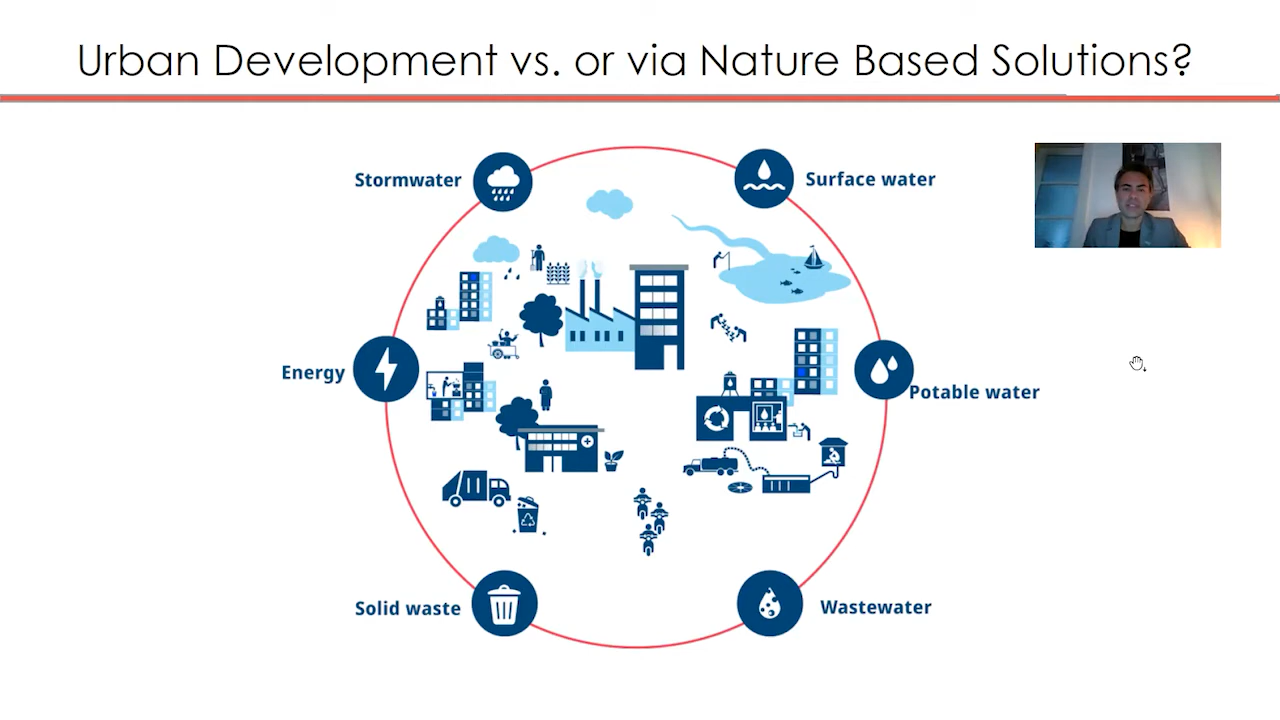 Urban Development vs. or via Nature Based Solutions?
Stormwater
Surface water
Energy
Potable water
Solid waste
Wastewater